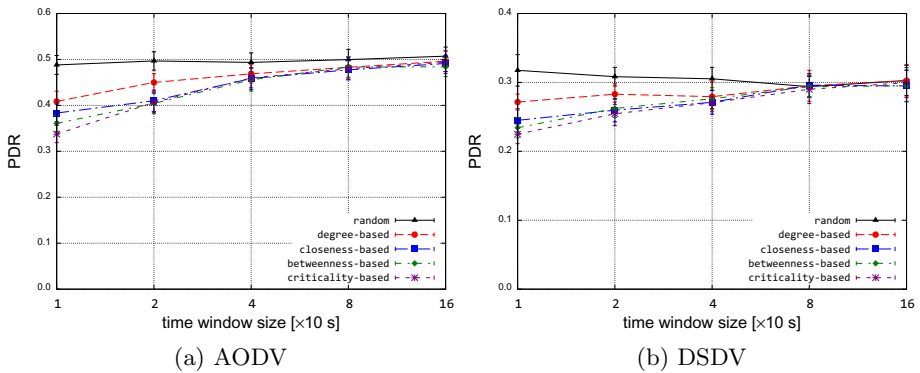 0.6
0.5
0.4
0.3
0.2
0.1
0.0
PDR
random
degree-based
closeness-based
betweenness-based
criticality-based
1 2 4 8 16
time window size [×10 s]
(a) AODV
0.4
0.3
0.2
0.1
0.0
PDR
random
degree-based
closeness-based
betweenness-based
criticality-based
1 2 4 8 16
time window size [×10 s]
(b) DSDV